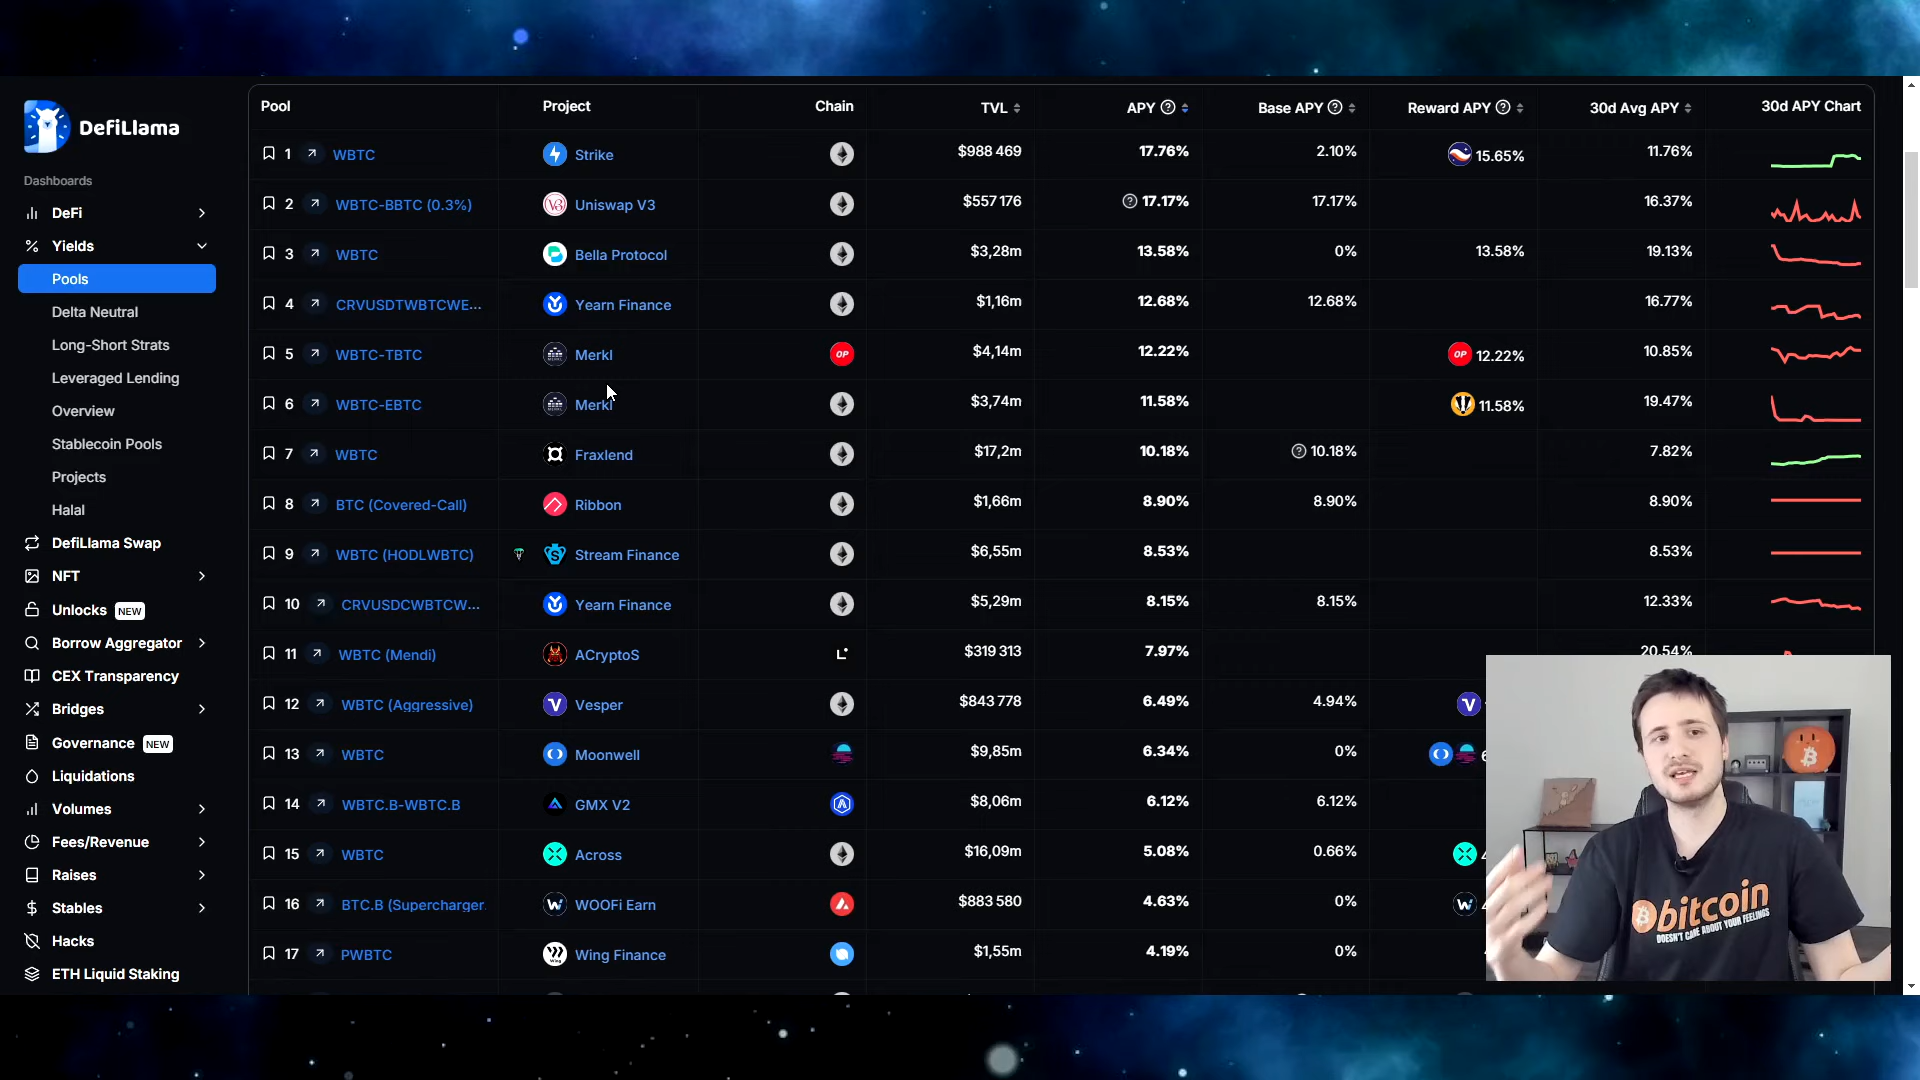 DefiLlama
Dashboards
DeFi
Yields
Pools
Delta Neutral
Long-Short Strats
Leveraged Lending
Overview
Stablecoin Pools
Projects
Halal
DefiLlama Swap
NFT
Unlocks NEW
Borrow Aggregator
CEX Transparency
Bridges
Governance NEW
Liquidations
Volumes
Fees/Revenue
Raises
Stables
Hacks
ETH Liquid Staking
Pool Project Chain TVL APY Base APY Reward APY 30d Avg APY 30d APY Chart
1 WBTC Strike $988 469 17.76% 2.10% 15.65% 11.76%
2 WBTC-BBTC (0.3%) V3 Uniswap V3 $557 176 17.17% 17.17% 16.37%
3 WBTC Bella Protocol $3,28m 13.58% 0% 13.58% 19.13%
4 CRVUSDTWBTCWE... Yearn Finance $1,16m 12.68% 12.68% 16.77%
5 WBTC-TBTC Merkl OP $4,14m 12.22% OP 12.22% 10.85%
6 WBTC-EBTC Merkl $3,74m 11.58% 11.58% 19.47%
7 WBTC Fraxlend $17,2m 10.18% 10.18% 7.82%
8 BTC (Covered-Call) Ribbon $1,66m 8.90% 8.90% 8.90%
9 WBTC (HODLWBTC) S Stream Finance $6,55m 8.53% 8.53%
10 CRVUSDCWBTCW... Yearn Finance $5,29m 8.15% 8.15% 12.33%
11 WBTC (Mendi) ACryptoS L $319 313 7.97% 20.54%
12 WBTC (Aggressive) V Vesper $843 778 6.49% 4.94% V
13 WBTC Moonwell $9,85m 6.34% 0% 6
14 WBTC.B-WBTC.B GMX V2 $8,06m 6.12% 6.12%
15 WBTC Across $16,09m 5.08% 0.66% 4
16 BTC.B (Supercharger W WOOFi Earn $883 580 4.63% 0% W 4
17 PWBTC Wing Wing Finance $1,55m 4.19% 0%
bitcoin
DOESN'T CARE ABOUT YOUR FEELINGS